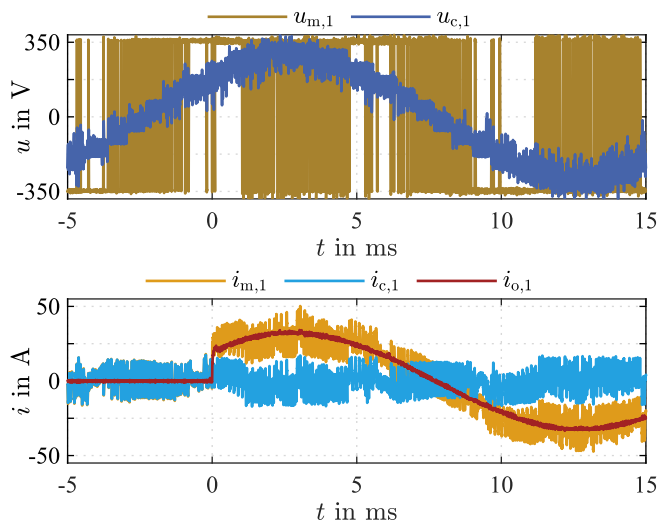 u_m,1 u_c,1
350
0
-350
u in V
-5 0 5 10 15
t in ms
i_m,1 i_c,1 i_o,1
50
0
-50
i in A
-5 0 5 10 15
t in ms